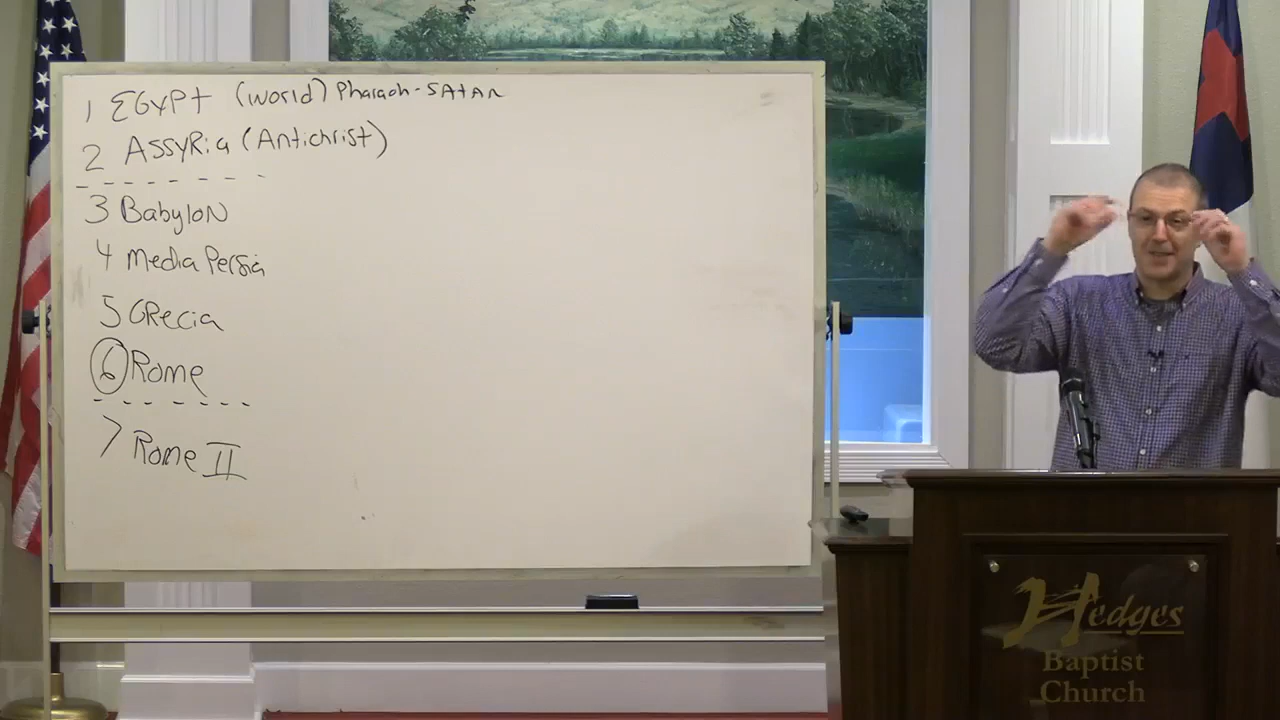 1 EGyPt (world) Pharaoh-SATAN
2 ASSyRia (Antichrist)
3 BabyloN
4 Media Persia
5 GRecia
6 Rome
7 Rome II
Hedges
Baptist
Church